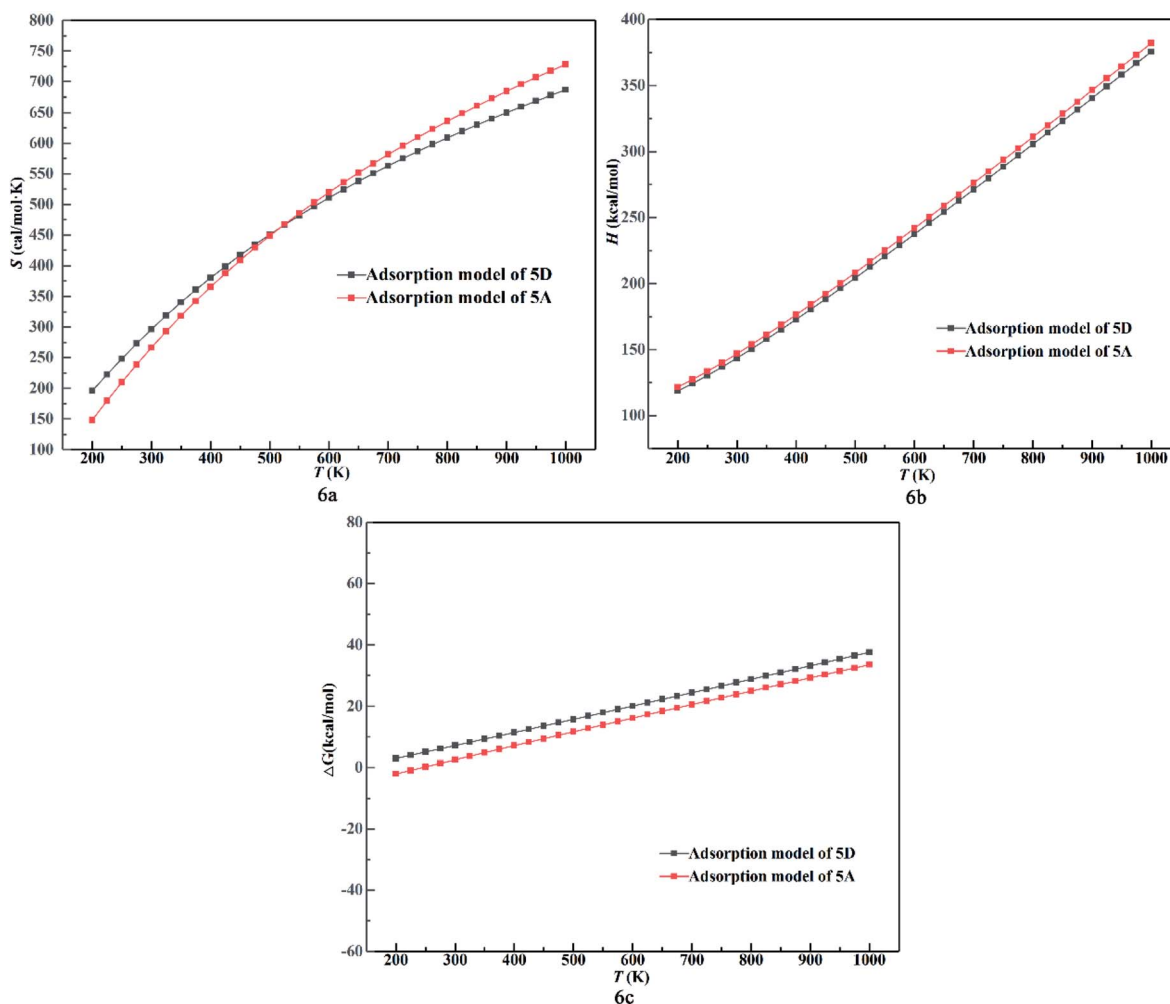 800
750
700
650
600
550
500
450
400
350
300
250
200
150
100
S (cal/mol·K)
Adsorption model of 5D
Adsorption model of 5A
200 300 400 500 600 700 800 900 1000
T (K)
6a
400
350
300
250
200
150
100
H (kcal/mol)
Adsorption model of 5D
Adsorption model of 5A
200 300 400 500 600 700 800 900 1000
T (K)
6b
80
60
40
20
0
-20
-40
-60
△G(kcal/mol)
Adsorption model of 5D
Adsorption model of 5A
200 300 400 500 600 700 800 900 1000
T (K)
6c